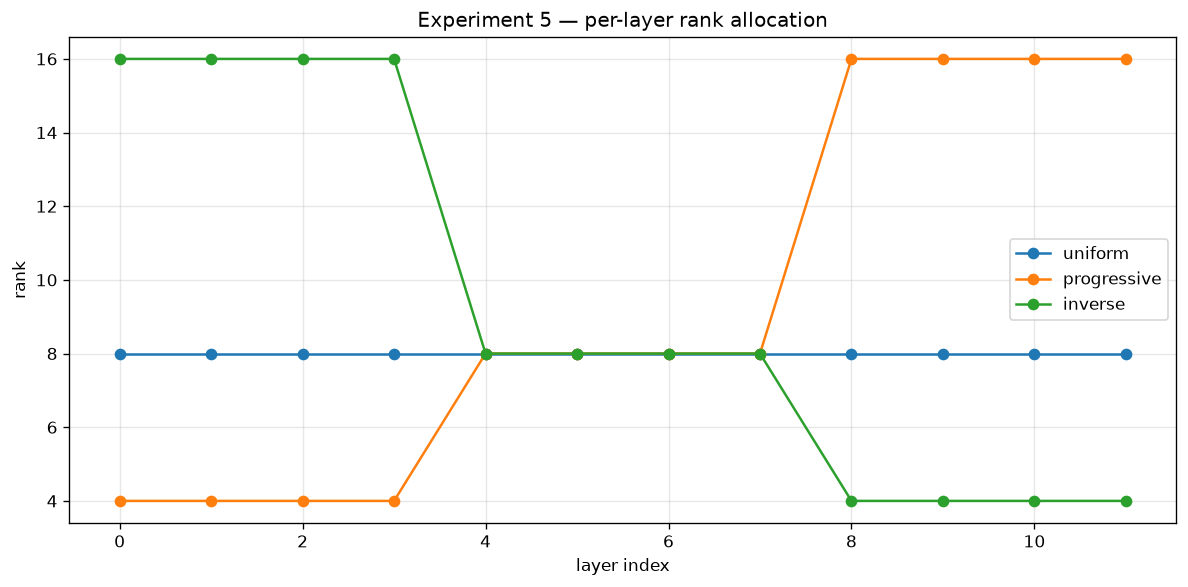 Experiment 5 — per-layer rank allocation
16
14
12
10
8
6
4
rank
uniform
progressive
inverse
0
2
4
6
8
10
layer index